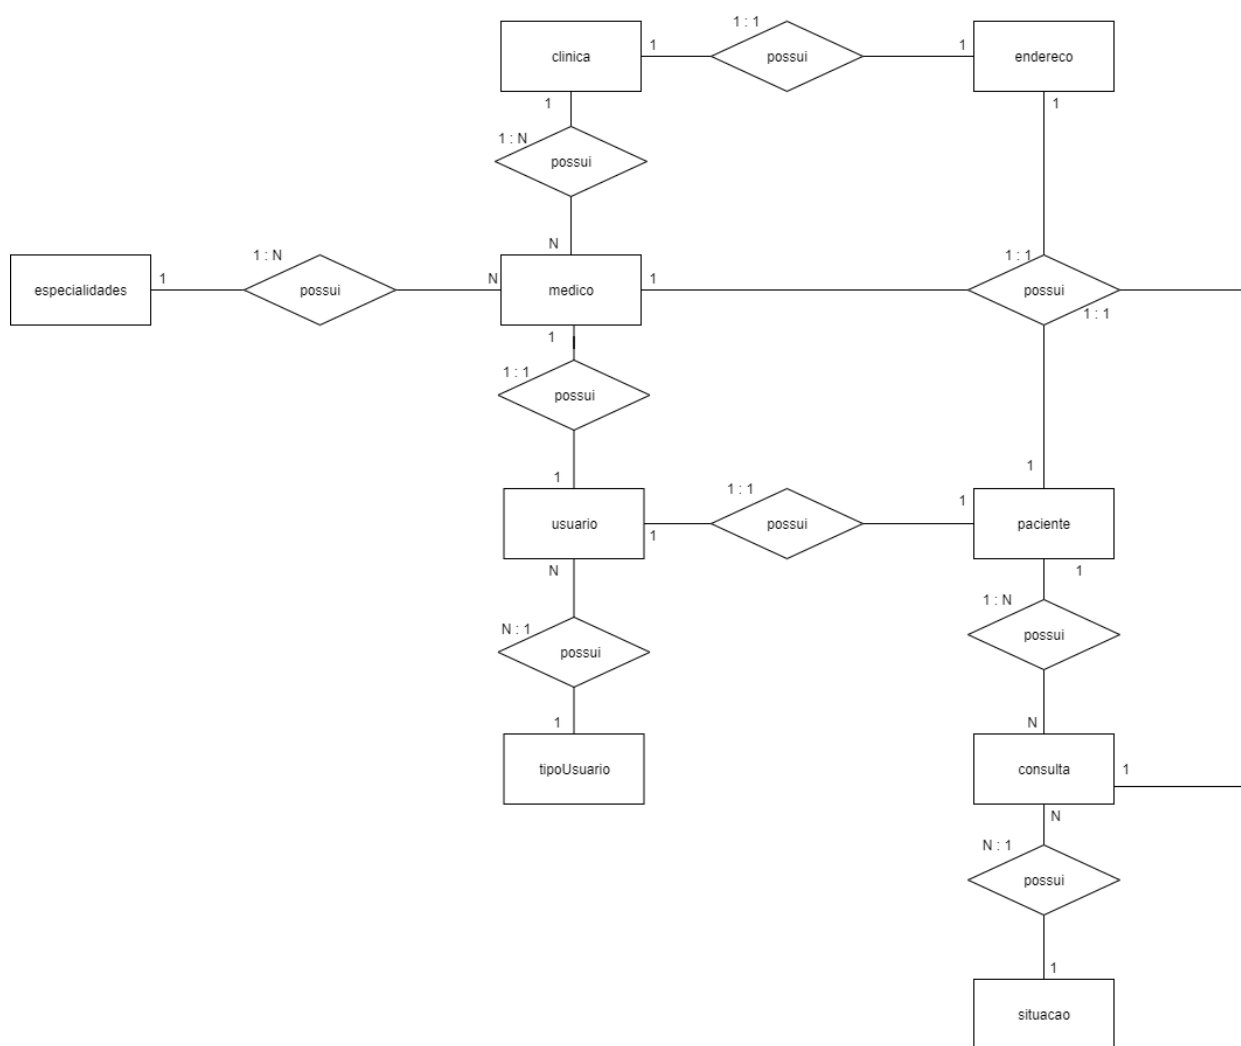 1 : 1
clinica
1
possui
1
endereco
1
1
1 : N
possui
N
1 : N
1 : 1
especialidades
1
possui
N
medico
1
possui
1 : 1
1
1 : 1
possui
1
1
1 : 1
usuario
1
possui
1
paciente
N
1
N : 1
possui
1 : N
possui
1
N
tipoUsuario
consulta
1
N
N : 1
possui
1
situacao